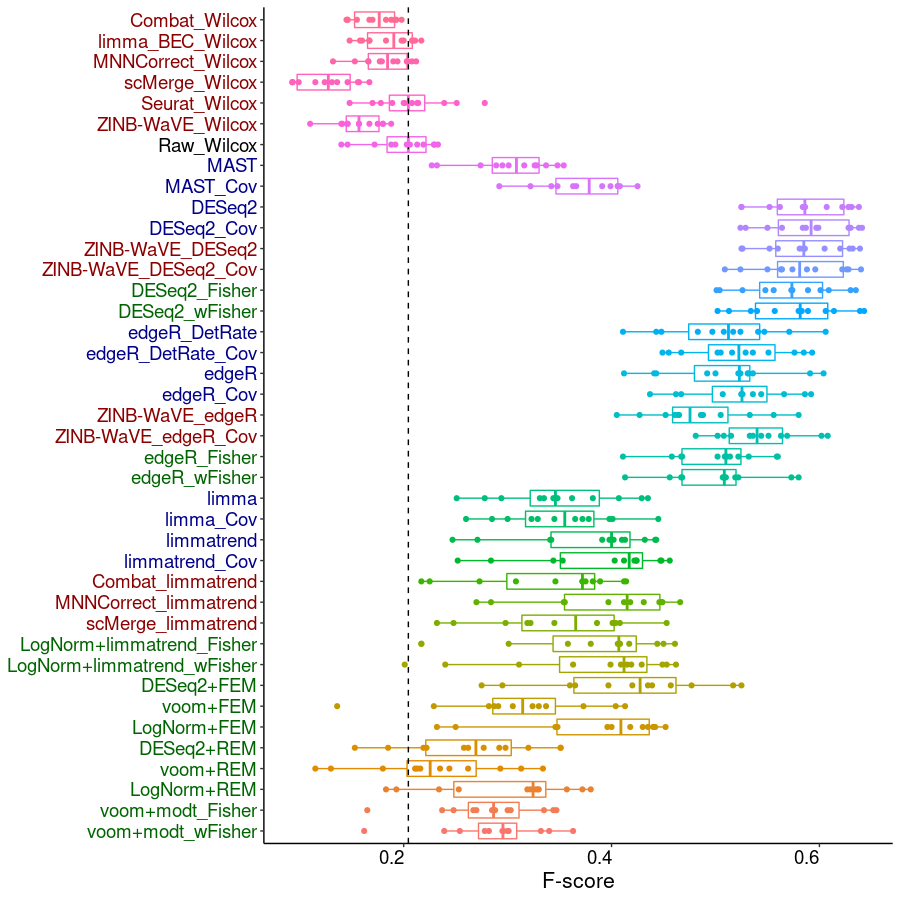 Combat_Wilcox
limma_BEC_Wilcox
MNNCorrect_Wilcox
scMerge_Wilcox
Seurat_Wilcox
ZINB-WaVE_Wilcox
Raw_Wilcox
MAST
MAST_Cov
DESeq2
DESeq2_Cov
ZINB-WaVE_DESeq2
ZINB-WaVE_DESeq2_Cov
DESeq2_Fisher
DESeq2_wFisher
edgeR_DetRate
edgeR_DetRate_Cov
edgeR
edgeR_Cov
ZINB-WaVE_edgeR
ZINB-WaVE_edgeR_Cov
edgeR_Fisher
edgeR_wFisher
limma
limma_Cov
limmatrend
limmatrend_Cov
Combat_limmatrend
MNNCorrect_limmatrend
scMerge_limmatrend
LogNorm+limmatrend_Fisher
LogNorm+limmatrend_wFisher
DESeq2+FEM
voom+FEM
LogNorm+FEM
DESeq2+REM
voom+REM
LogNorm+REM
voom+modt_Fisher
voom+modt_wFisher
0.2 0.4 0.6
F-score